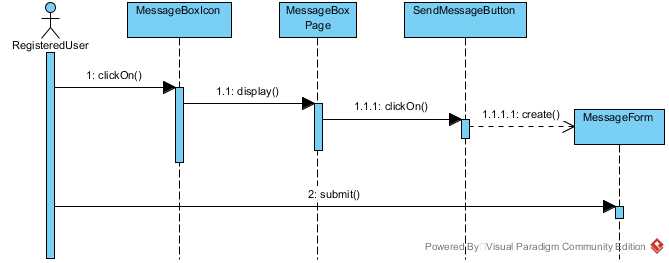 MessageBoxIcon
MessageBox
Page
SendMessageButton
RegisteredUser
1: clickOn()
1.1: display()
1.1.1: clickOn()
1.1.1.1: create()
MessageForm
2: submit()
Powered By Visual Paradigm Community Edition